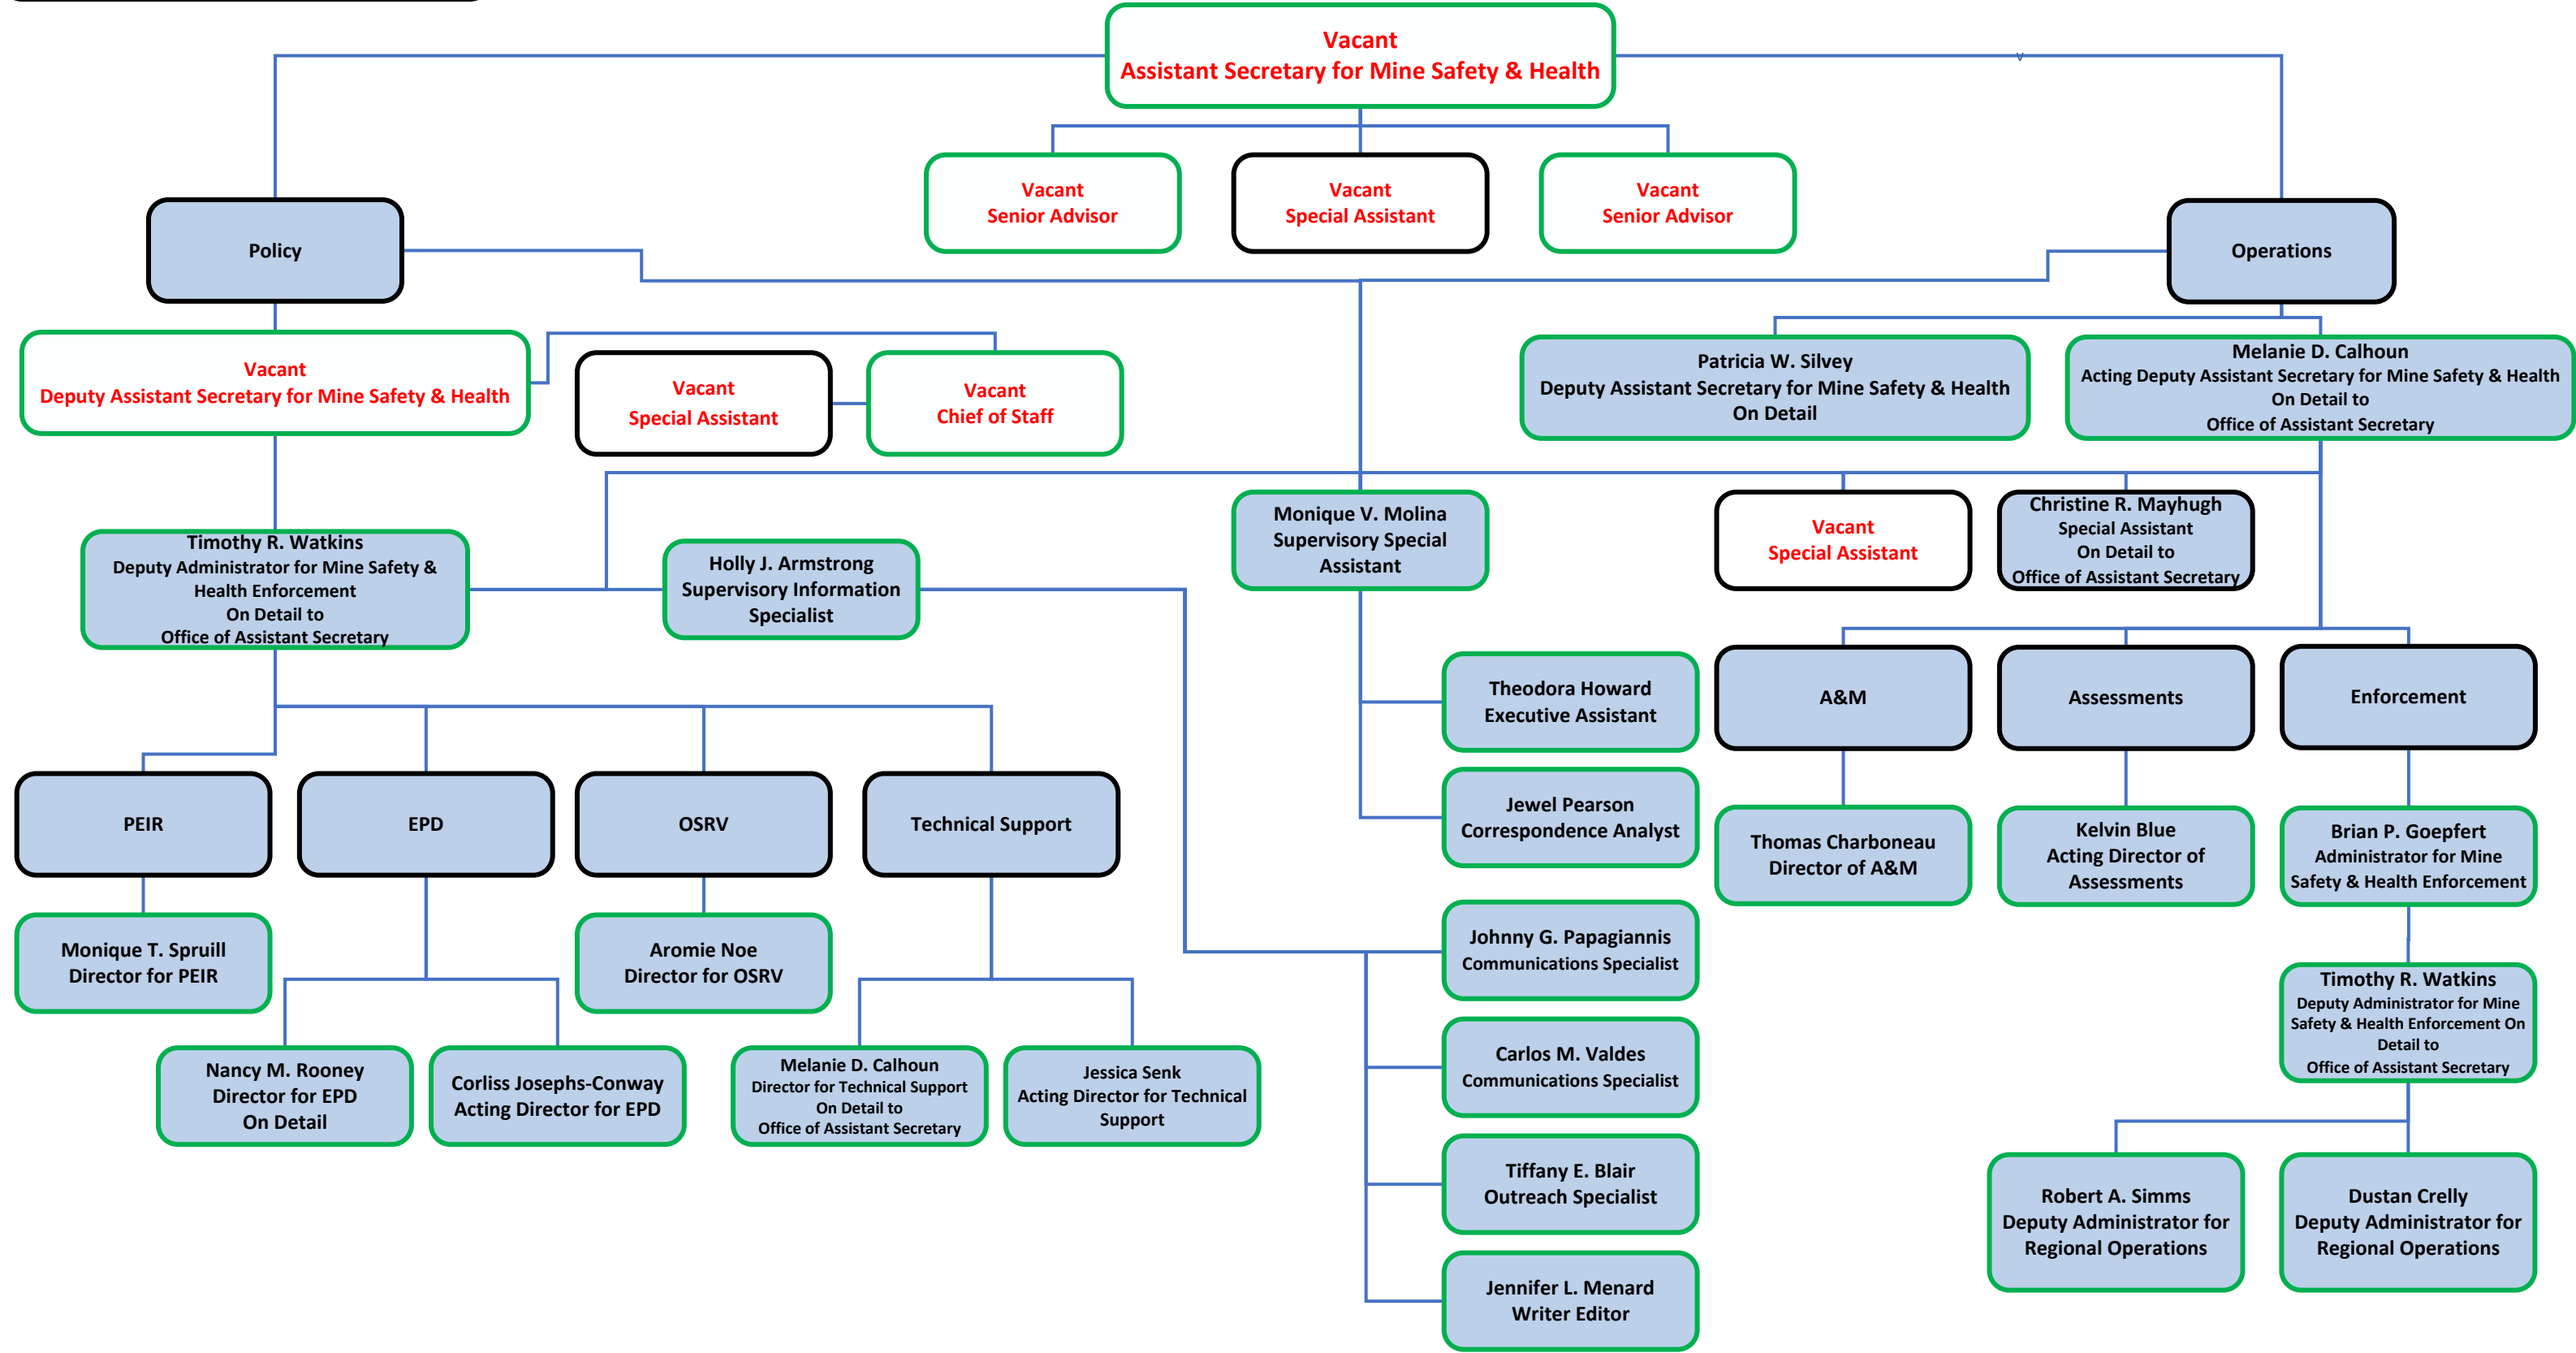 Vacant
Assistant Secretary for Mine Safety & Health
v
Vacant
Senior Advisor
Vacant
Special Assistant
Vacant
Senior Advisor
Policy
Operations
Vacant
Deputy Assistant Secretary for Mine Safety & Health
Vacant
Special Assistant
Vacant
Chief of Staff
Patricia W. Silvey
Deputy Assistant Secretary for Mine Safety & Health
On Detail
Melanie D. Calhoun
Acting Deputy Assistant Secretary for Mine Safety & Health
On Detail to
Office of Assistant Secretary
Timothy R. Watkins
Deputy Administrator for Mine Safety &
Health Enforcement
On Detail to
Office of Assistant Secretary
Holly J. Armstrong
Supervisory Information
Specialist
Monique V. Molina
Supervisory Special
Assistant
Vacant
Special Assistant
Christine R. Mayhugh
Special Assistant
On Detail to
Office of Assistant Secretary
Theodora Howard
Executive Assistant
A&M
Assessments
Enforcement
PEIR
EPD
OSRV
Technical Support
Jewel Pearson
Correspondence Analyst
Thomas Charboneau
Director of A&M
Kelvin Blue
Acting Director of
Assessments
Brian P. Goepfert
Administrator for Mine
Safety & Health Enforcement
Monique T. Spruill
Director for PEIR
Aromie Noe
Director for OSRV
Johnny G. Papagiannis
Communications Specialist
Timothy R. Watkins
Deputy Administrator for Mine
Safety & Health Enforcement On
Detail to
Office of Assistant Secretary
Nancy M. Rooney
Director for EPD
On Detail
Corliss Josephs-Conway
Acting Director for EPD
Melanie D. Calhoun
Director for Technical Support
On Detail to
Office of Assistant Secretary
Jessica Senk
Acting Director for Technical
Support
Carlos M. Valdes
Communications Specialist
Tiffany E. Blair
Outreach Specialist
Robert A. Simms
Deputy Administrator for
Regional Operations
Dustan Crelly
Deputy Administrator for
Regional Operations
Jennifer L. Menard
Writer Editor